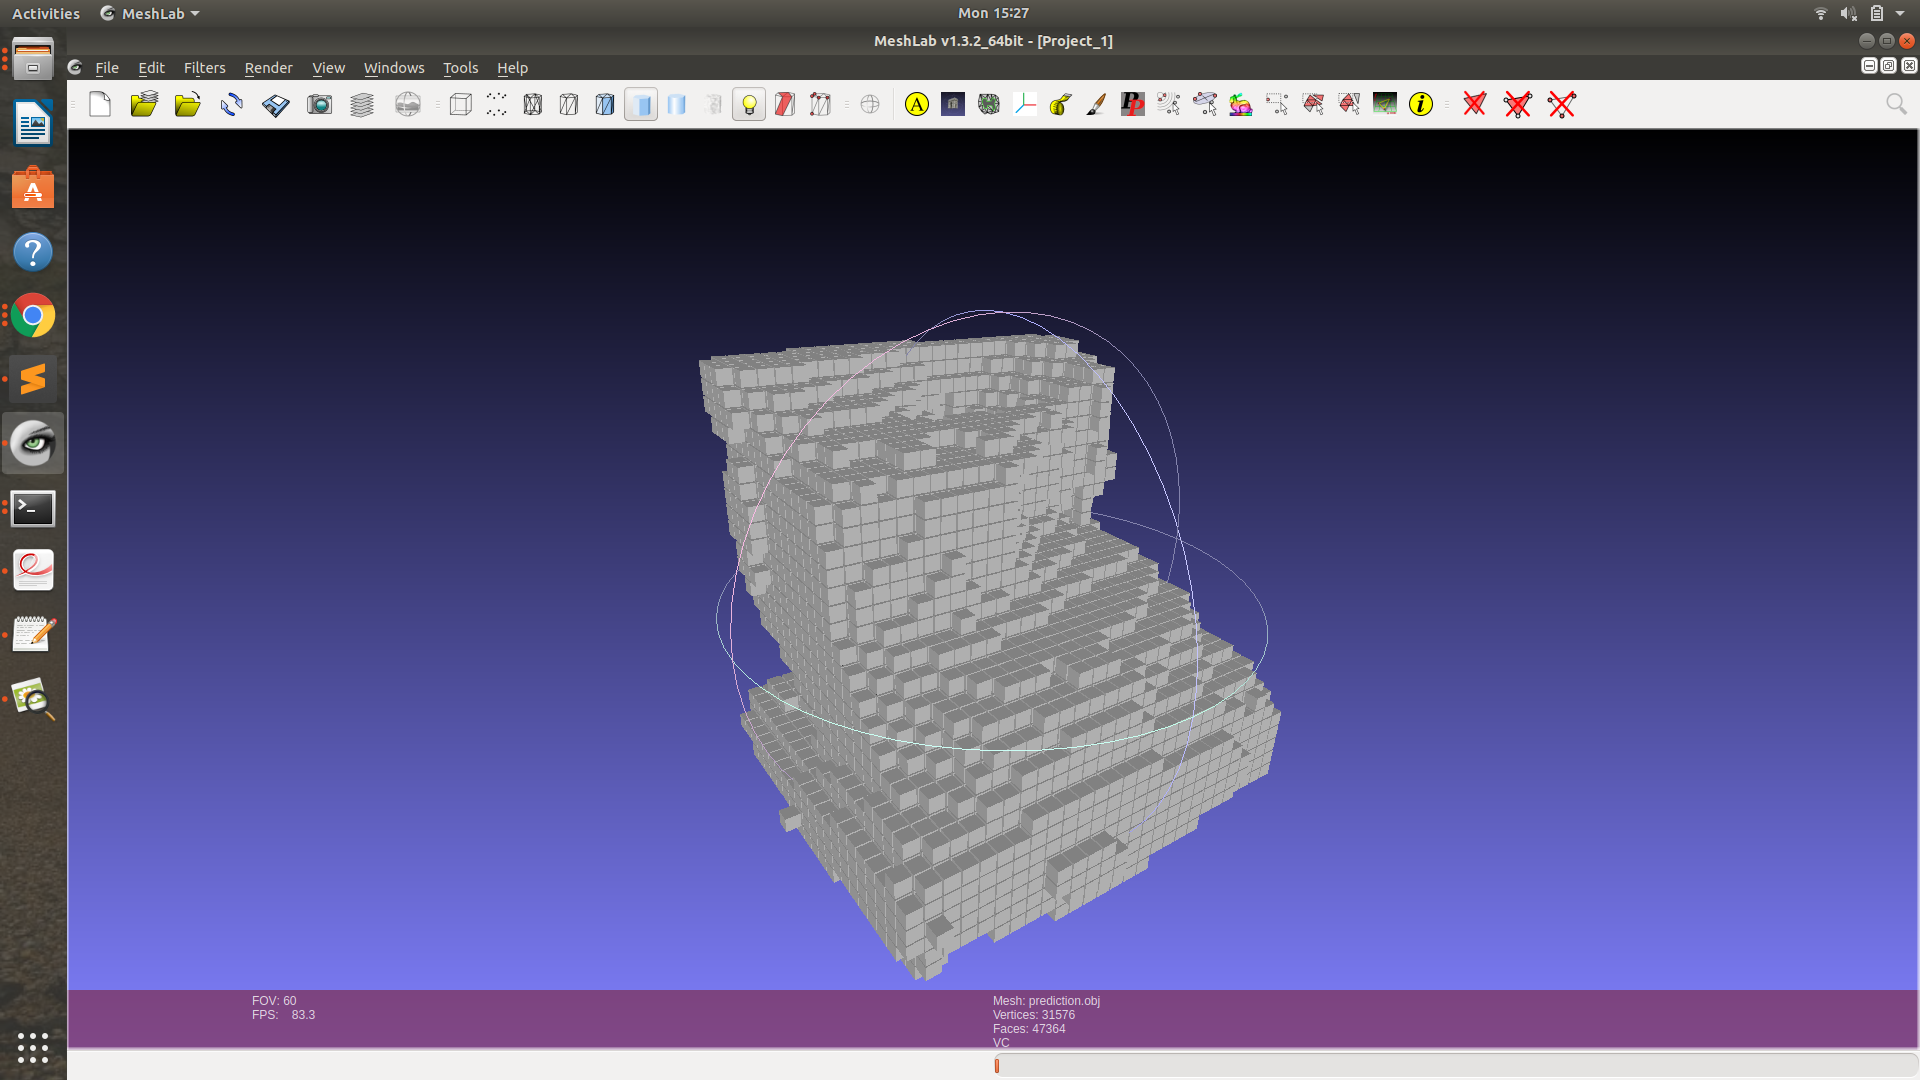 Activities MeshLab Mon 15:27
MeshLab v1.3.2_64bit - [Project_1]
File Edit Filters Render View Windows Tools Help
A PP i
FOV: 60
FPS: 83.3
Mesh: prediction.obj
Vertices: 31576
Faces: 47364
VC